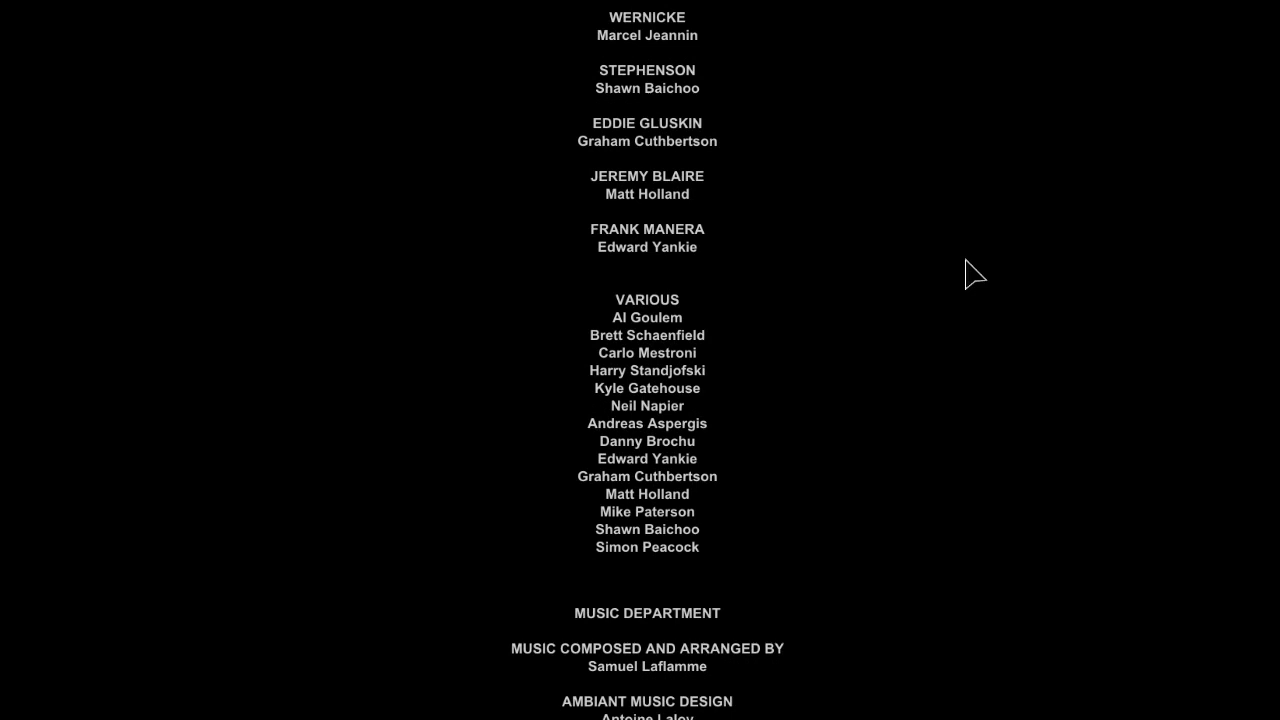 WERNICKE
Marcel Jeannin
STEPHENSON
Shawn Baichoo
EDDIE GLUSKIN
Graham Cuthbertson
JEREMY BLAIRE
Matt Holland
FRANK MANERA
Edward Yankie
VARIOUS
Al Goulem
Brett Schaenfield
Carlo Mestroni
Harry Standjofski
Kyle Gatehouse
Neil Napier
Andreas Aspergis
Danny Brochu
Edward Yankie
Graham Cuthbertson
Matt Holland
Mike Paterson
Shawn Baichoo
Simon Peacock
MUSIC DEPARTMENT
MUSIC COMPOSED AND ARRANGED BY
Samuel Laflamme
AMBIANT MUSIC DESIGN
Antoine